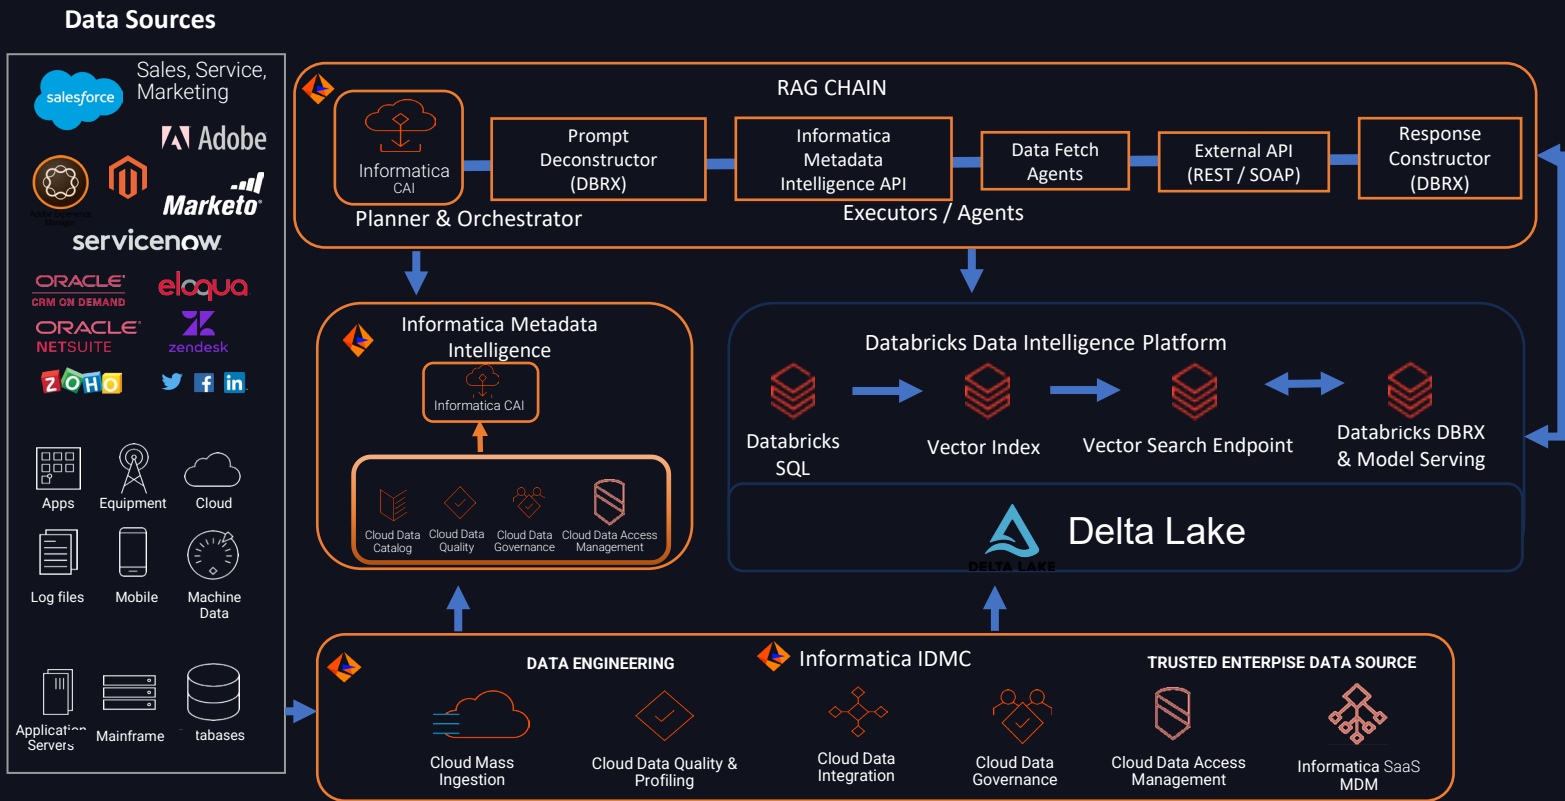 Data Sources
salesforce
Sales, Service,
Marketing
Adobe
Adobe Experience
Manager
Marketo
servicenow
ORACLE
CRM ON DEMAND
eloqua
ORACLE
NETSUITE
zendesk
ZOHO
in
Apps
Equipment
Cloud
Log files
Mobile
Machine
Data
Application
Servers
Mainframe
tabases
RAG CHAIN
Informatica
CAI
Prompt
Deconstructor
(DBRX)
Informatica
Metadata
Intelligence API
Data Fetch
Agents
External API
(REST / SOAP)
Response
Constructor
(DBRX)
Planner & Orchestrator
Executors / Agents
Informatica Metadata
Intelligence
Informatica CAI
Cloud Data
Catalog
Cloud Data
Quality
Cloud Data
Governance
Cloud Data Access
Management
Databricks Data Intelligence Platform
Databricks
SQL
Vector Index
Vector Search Endpoint
Databricks DBRX
& Model Serving
DELTA LAKE
Delta Lake
DATA ENGINEERING
Informatica IDMC
TRUSTED ENTERPISE DATA SOURCE
Cloud Mass
Ingestion
Cloud Data Quality &
Profiling
Cloud Data
Integration
Cloud Data
Governance
Cloud Data Access
Management
Informatica SaaS
MDM